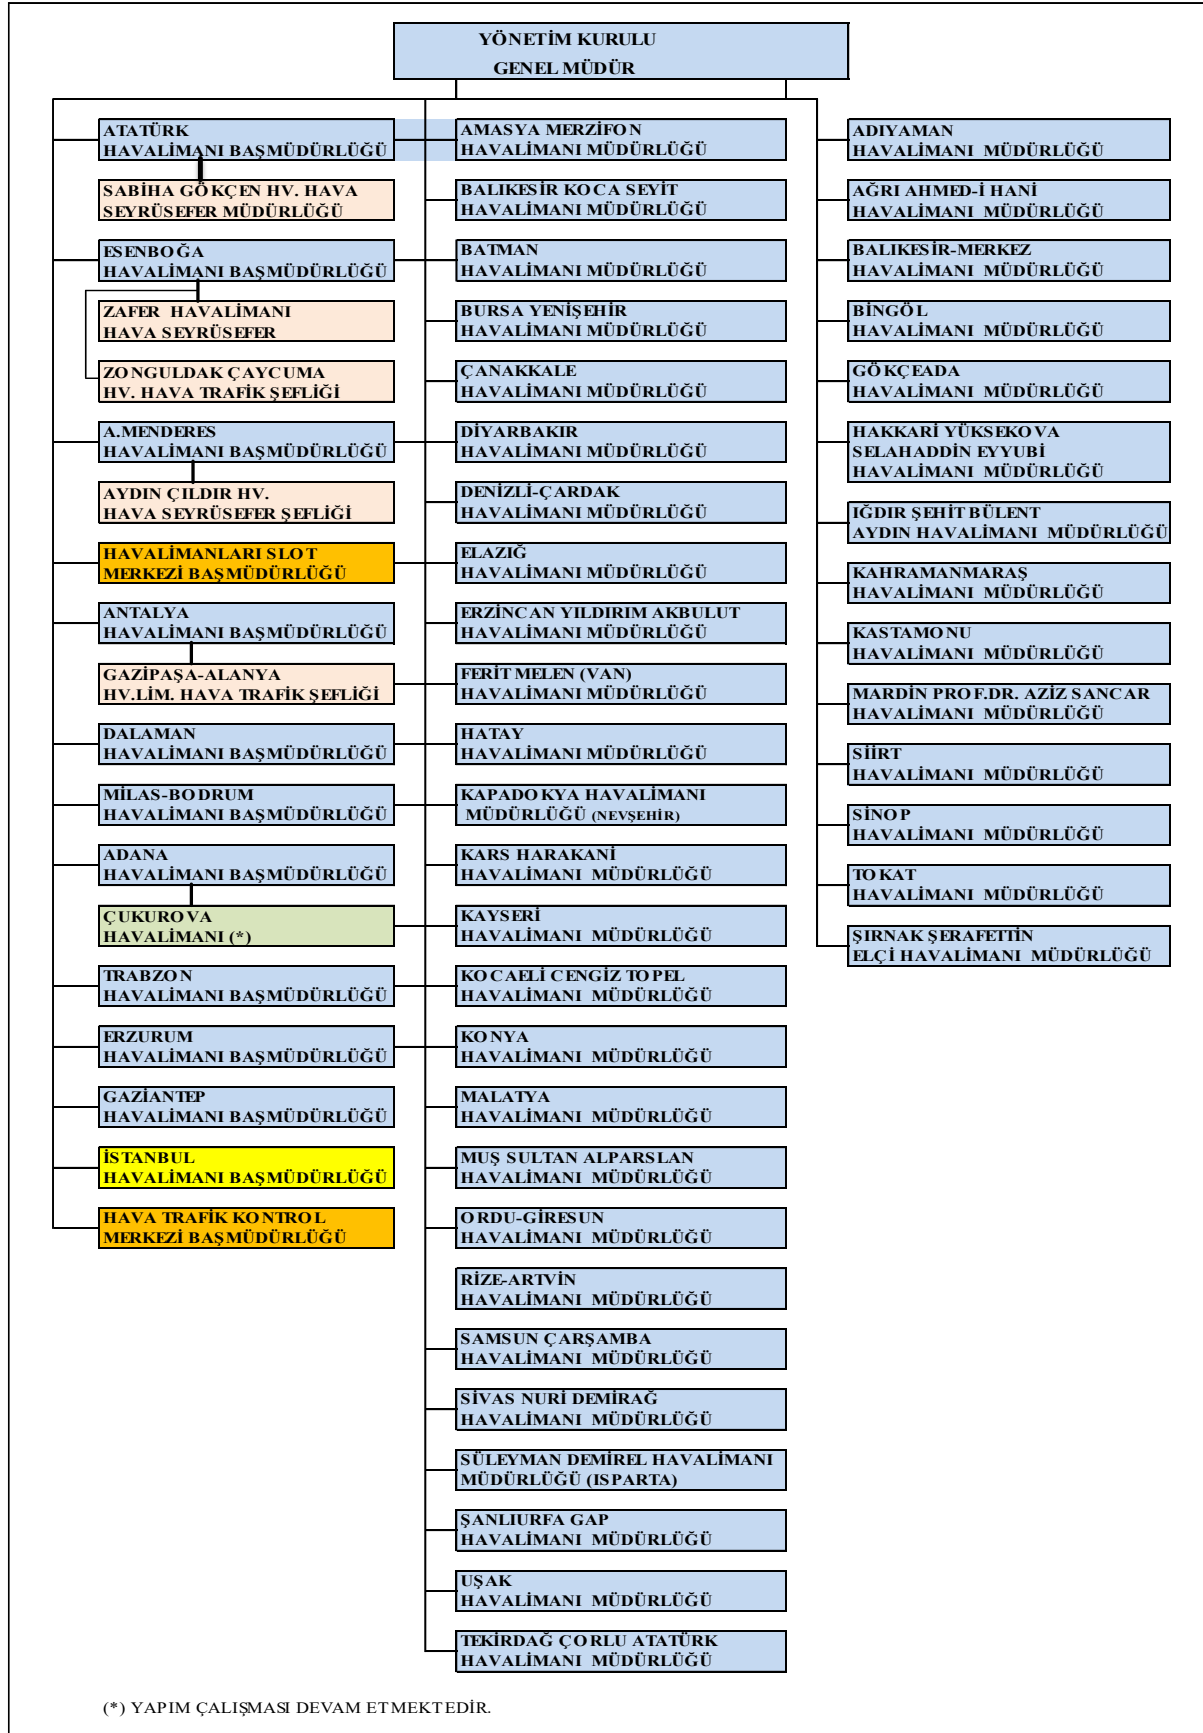 YÖNETİM KURULU
GENEL MÜDÜR
ATATÜRK
HAVALİMANI BAŞMÜDÜRLÜĞÜ
SABİHA GÖKÇEN HV. HAVA
SEYRÜSEFER MÜDÜRLÜĞÜ
ESENBOĞA
HAVALİMANI BAŞMÜDÜRLÜĞÜ
ZAFER HAVALİMANI
HAVA SEYRÜSEFER
ZONGULDAK ÇAYCUMA
HV. HAVA TRAFİK ŞEFLİĞİ
A.MENDERES
HAVALİMANI BAŞMÜDÜRLÜĞÜ
AYDIN ÇILDIR HV.
HAVA SEYRÜSEFER ŞEFLİĞİ
HAVALİMANLARI SLOT
MERKEZİ BAŞMÜDÜRLÜĞÜ
ANTALYA
HAVALİMANI BAŞMÜDÜRLÜĞÜ
GAZİPAŞA-ALANYA
HV.LİM. HAVA TRAFİK ŞEFLİĞİ
DALAMAN
HAVALİMANI BAŞMÜDÜRLÜĞÜ
MİLAS-BODRUM
HAVALİMANI BAŞMÜDÜRLÜĞÜ
ADANA
HAVALİMANI BAŞMÜDÜRLÜĞÜ
ÇUKUROVA
HAVALİMANI (*)
TRABZON
HAVALİMANI BAŞMÜDÜRLÜĞÜ
ERZURUM
HAVALİMANI BAŞMÜDÜRLÜĞÜ
GAZİANTEP
HAVALİMANI BAŞMÜDÜRLÜĞÜ
İSTANBUL
HAVALİMANI BAŞMÜDÜRLÜĞÜ
HAVA TRAFİK KONTROL
MERKEZİ BAŞMÜDÜRLÜĞÜ
AMASYA MERZİFON
HAVALİMANI MÜDÜRLÜĞÜ
BALIKESİR KOCA SEYİT
HAVALİMANI MÜDÜRLÜĞÜ
BATMAN
HAVALİMANI MÜDÜRLÜĞÜ
BURSA YENİŞEHİR
HAVALİMANI MÜDÜRLÜĞÜ
ÇANAKKALE
HAVALİMANI MÜDÜRLÜĞÜ
DİYARBAKIR
HAVALİMANI MÜDÜRLÜĞÜ
DENİZLİ-ÇARDAK
HAVALİMANI MÜDÜRLÜĞÜ
ELAZIĞ
HAVALİMANI MÜDÜRLÜĞÜ
ERZİNCAN YILDIRIM AKBULUT
HAVALİMANI MÜDÜRLÜĞÜ
FERİT MELEN (VAN)
HAVALİMANI MÜDÜRLÜĞÜ
HATAY
HAVALİMANI MÜDÜRLÜĞÜ
KAPADOKYA HAVALİMANI
MÜDÜRLÜĞÜ (NEVŞEHİR)
KARS HARAKANİ
HAVALİMANI MÜDÜRLÜĞÜ
KAYSERİ
HAVALİMANI MÜDÜRLÜĞÜ
KOCAELİ CENGİZ TOPEL
HAVALİMANI MÜDÜRLÜĞÜ
KONYA
HAVALİMANI MÜDÜRLÜĞÜ
MALATYA
HAVALİMANI MÜDÜRLÜĞÜ
MUŞ SULTAN ALPARSLAN
HAVALİMANI MÜDÜRLÜĞÜ
ORDU-GİRESUN
HAVALİMANI MÜDÜRLÜĞÜ
RİZE-ARTVİN
HAVALİMANI MÜDÜRLÜĞÜ
SAMSUN ÇARŞAMBA
HAVALİMANI MÜDÜRLÜĞÜ
SİVAS NURİ DEMİRAĞ
HAVALİMANI MÜDÜRLÜĞÜ
SÜLEYMAN DEMİREL HAVALİMANI
MÜDÜRLÜĞÜ (ISPARTA)
ŞANLIURFA GAP
HAVALİMANI MÜDÜRLÜĞÜ
UŞAK
HAVALİMANI MÜDÜRLÜĞÜ
TEKİRDAĞ ÇORLU ATATÜRK
HAVALİMANI MÜDÜRLÜĞÜ
ADIYAMAN
HAVALİMANI MÜDÜRLÜĞÜ
AĞRI AHMED-İ HANİ
HAVALİMANI MÜDÜRLÜĞÜ
BALIKESİR-MERKEZ
HAVALİMANI MÜDÜRLÜĞÜ
BİNGÖL
HAVALİMANI MÜDÜRLÜĞÜ
GÖKÇEADA
HAVALİMANI MÜDÜRLÜĞÜ
HAKKARİ YÜKSEKOVA
SELAHADDİN EYYUBİ
HAVALİMANI MÜDÜRLÜĞÜ
IĞDIR ŞEHİT BÜLENT
AYDIN HAVALİMANI MÜDÜRLÜĞÜ
KAHRAMANMARAŞ
HAVALİMANI MÜDÜRLÜĞÜ
KASTAMONU
HAVALİMANI MÜDÜRLÜĞÜ
MARDİN PROF.DR. AZİZ SANCAR
HAVALİMANI MÜDÜRLÜĞÜ
SİİRT
HAVALİMANI MÜDÜRLÜĞÜ
SİNOP
HAVALİMANI MÜDÜRLÜĞÜ
TOKAT
HAVALİMANI MÜDÜRLÜĞÜ
ŞIRNAK ŞERAFETTİN
ELÇİ HAVALİMANI MÜDÜRLÜĞÜ
(*) YAPIM ÇALIŞMASI DEVAM ETMEKTEDİR.